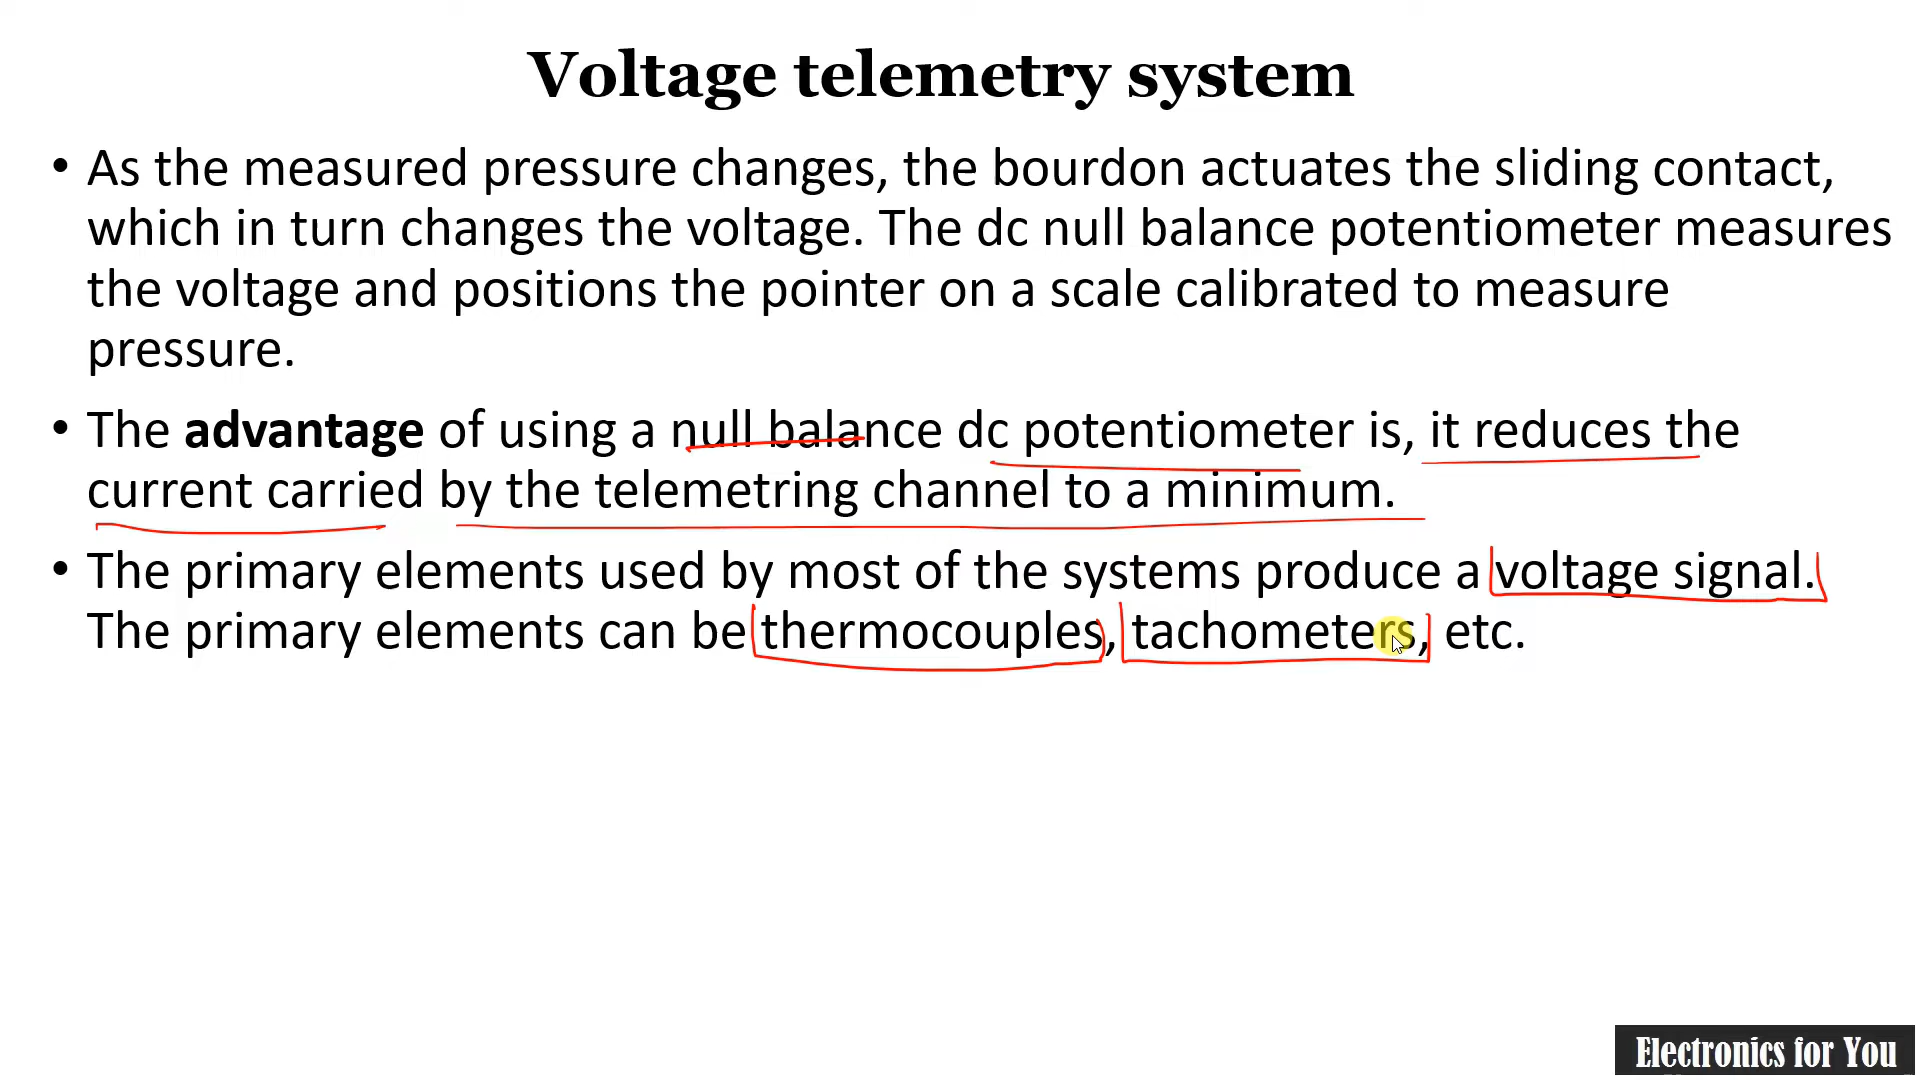 Voltage telemetry system
• As the measured pressure changes, the bourdon actuates the sliding contact,
which in turn changes the voltage. The dc null balance potentiometer measures
the voltage and positions the pointer on a scale calibrated to measure
pressure.
• The advantage of using a null balance dc potentiometer is, it reduces the
current carried by the telemetring channel to a minimum.
• The primary elements used by most of the systems produce a voltage signal.
The primary elements can be thermocouples, tachometers, etc.
Electronics for You